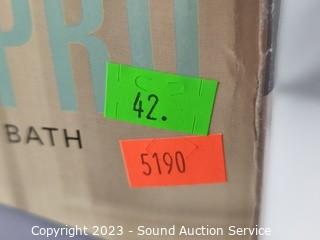 PRO
42.
BATH
5190
Copyright 2023 - Sound Auction Service